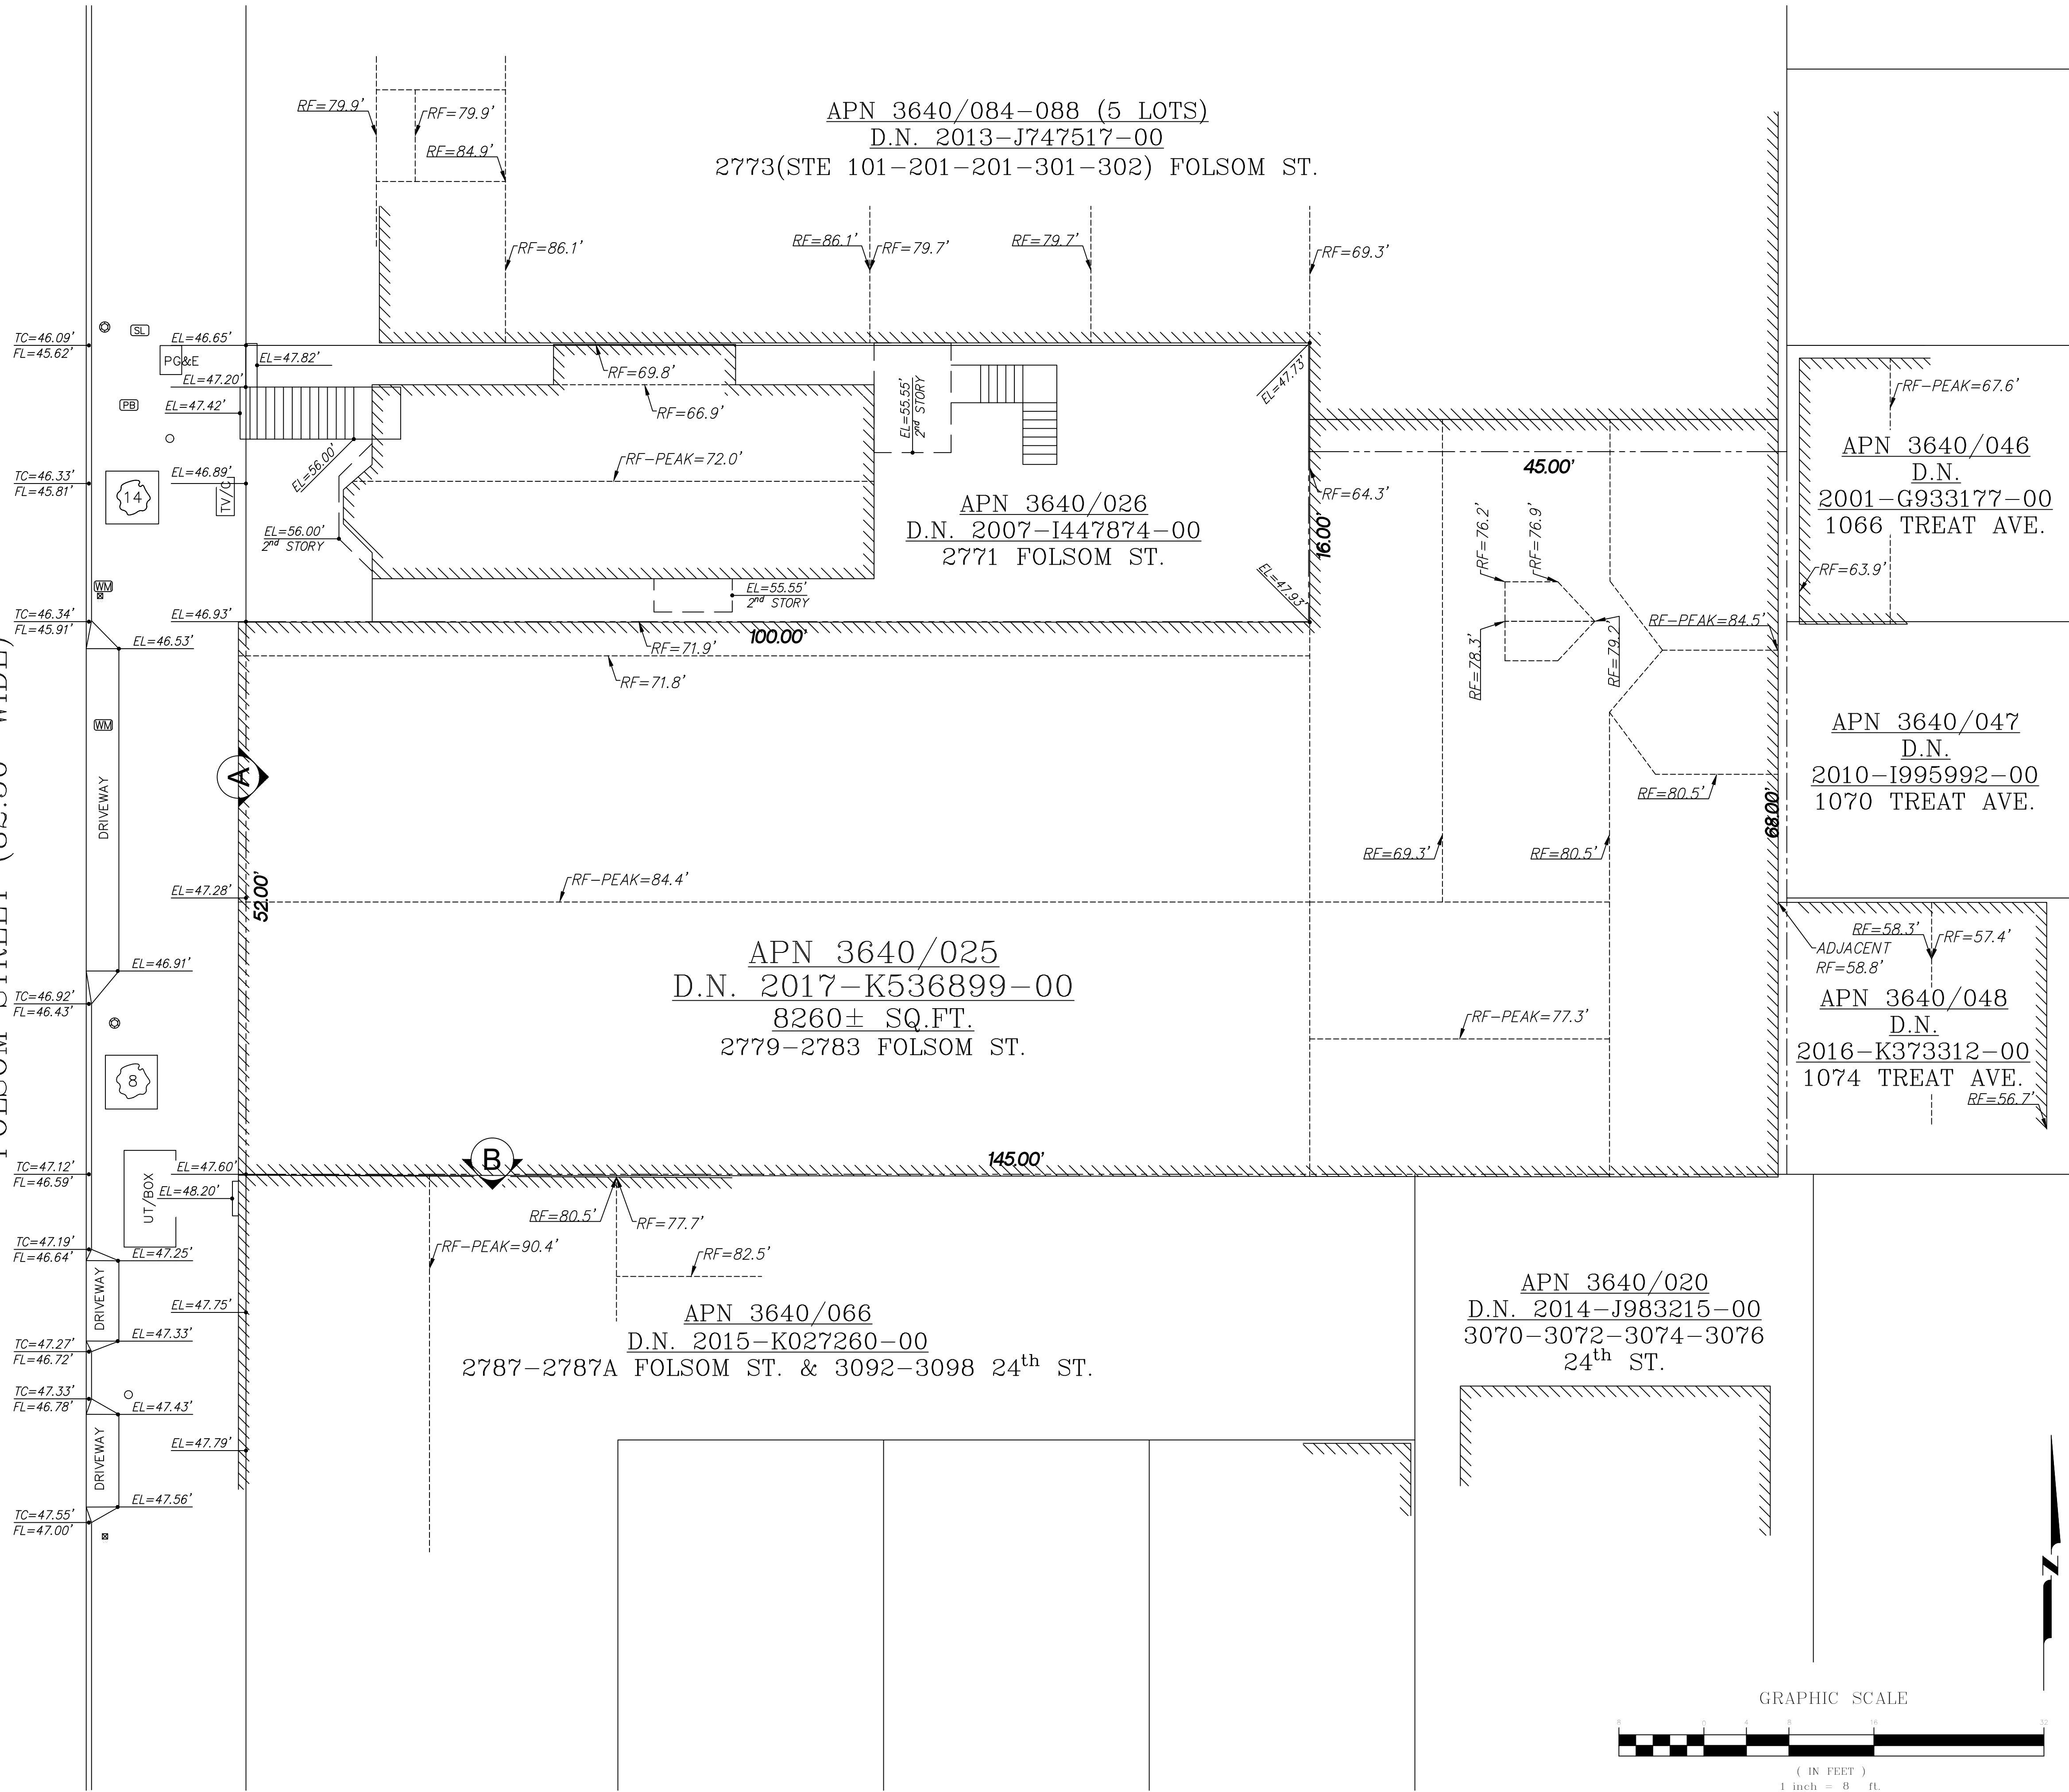 RF=79.9'
RF=79.9'
RF=84.9'
APN 3640/084-088 (5 LOTS)
D.N. 2013-J747517-00
2773(STE 101-201-201-301-302) FOLSOM ST.
RF=86.1'
RF=86.1'
RF=79.7'
RF=79.7'
RF=69.3'
TC=46.09'
FL=45.62'
SL
EL=46.65'
PG&E
EL=47.82'
EL=47.20'
PB
EL=47.42'
RF=69.8'
RF=66.9'
EL=55.55'
2nd STORY
EL=47.73'
RF-PEAK=67.6'
APN 3640/046
D.N.
2001-G933177-00
1066 TREAT AVE.
RF=63.9'
TC=46.33'
FL=45.81'
14
EL=46.89'
TV/C
EL=56.00'
EL=56.00'
2nd STORY
RF-PEAK=72.0'
APN 3640/026
D.N. 2007-I447874-00
2771 FOLSOM ST.
45.00'
RF=64.3'
16.00'
RF=76.2'
RF=76.9'
EL=47.93'
EL=55.55'
2nd STORY
WM
TC=46.34'
FL=45.91'
EL=46.93'
EL=46.53'
100.00'
RF=71.9'
RF=71.8'
RF=78.3'
RF=79.2'
RF-PEAK=84.5'
WM
DRIVEWAY
A
APN 3640/047
D.N.
2010-I995992-00
1070 TREAT AVE.
RF=80.5'
68.00'
RF=69.3'
RF=80.5'
EL=47.28'
52.00'
RF-PEAK=84.4'
APN 3640/025
D.N. 2017-K536899-00
8260± SQ.FT.
2779-2783 FOLSOM ST.
EL=46.91'
TC=46.92'
FL=46.43'
RF-PEAK=77.3'
RF=58.3'
RF=57.4'
ADJACENT
RF=58.8'
APN 3640/048
D.N.
2016-K373312-00
1074 TREAT AVE.
RF=56.7'
8
B
145.00'
TC=47.12'
FL=46.59'
EL=47.60'
EL=48.20'
UT/BOX
RF=80.5'
RF=77.7'
RF-PEAK=90.4'
RF=82.5'
TC=47.19'
FL=46.64'
EL=47.25'
DRIVEWAY
EL=47.75'
EL=47.33'
TC=47.27'
FL=46.72'
APN 3640/066
D.N. 2015-K027260-00
2787-2787A FOLSOM ST. & 3092-3098 24th ST.
APN 3640/020
D.N. 2014-J983215-00
3070-3072-3074-3076
24th ST.
TC=47.33'
FL=46.78'
EL=47.43'
DRIVEWAY
EL=47.79'
EL=47.56'
TC=47.55'
FL=47.00'
N
GRAPHIC SCALE
8 0 4 8 16 32
( IN FEET )
1 inch = 8 ft.